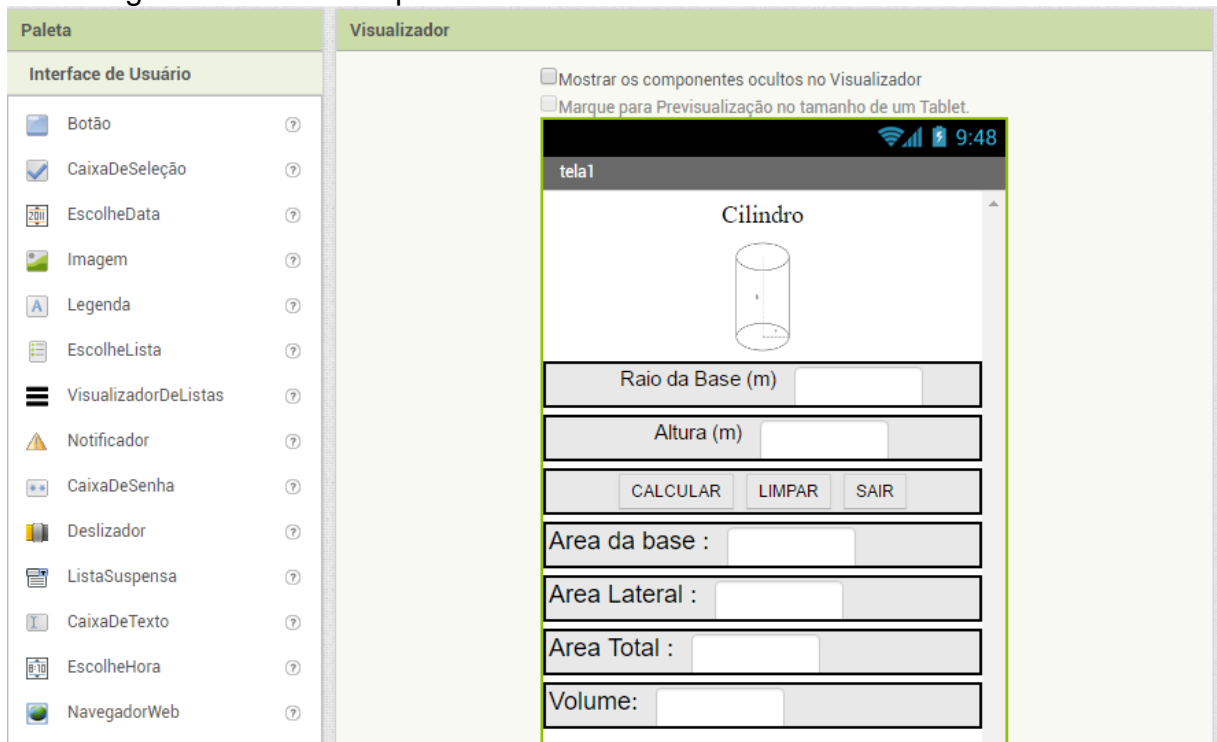 Paleta
Interface de Usuário
Botão
CaixaDeSeleção
EscolheData
Imagem
Legenda
EscolheLista
VisualizadorDeListas
Notificador
CaixaDeSenha
Deslizador
ListaSuspensa
CaixaDeTexto
EscolheHora
NavegadorWeb
Visualizador
Mostrar os componentes ocultos no Visualizador
Marque para Previsualização no tamanho de um Tablet.
9:48
tela1
Cilindro
Raio da Base (m)
Altura (m)
CALCULAR LIMPAR SAIR
Area da base :
Area Lateral :
Area Total :
Volume: